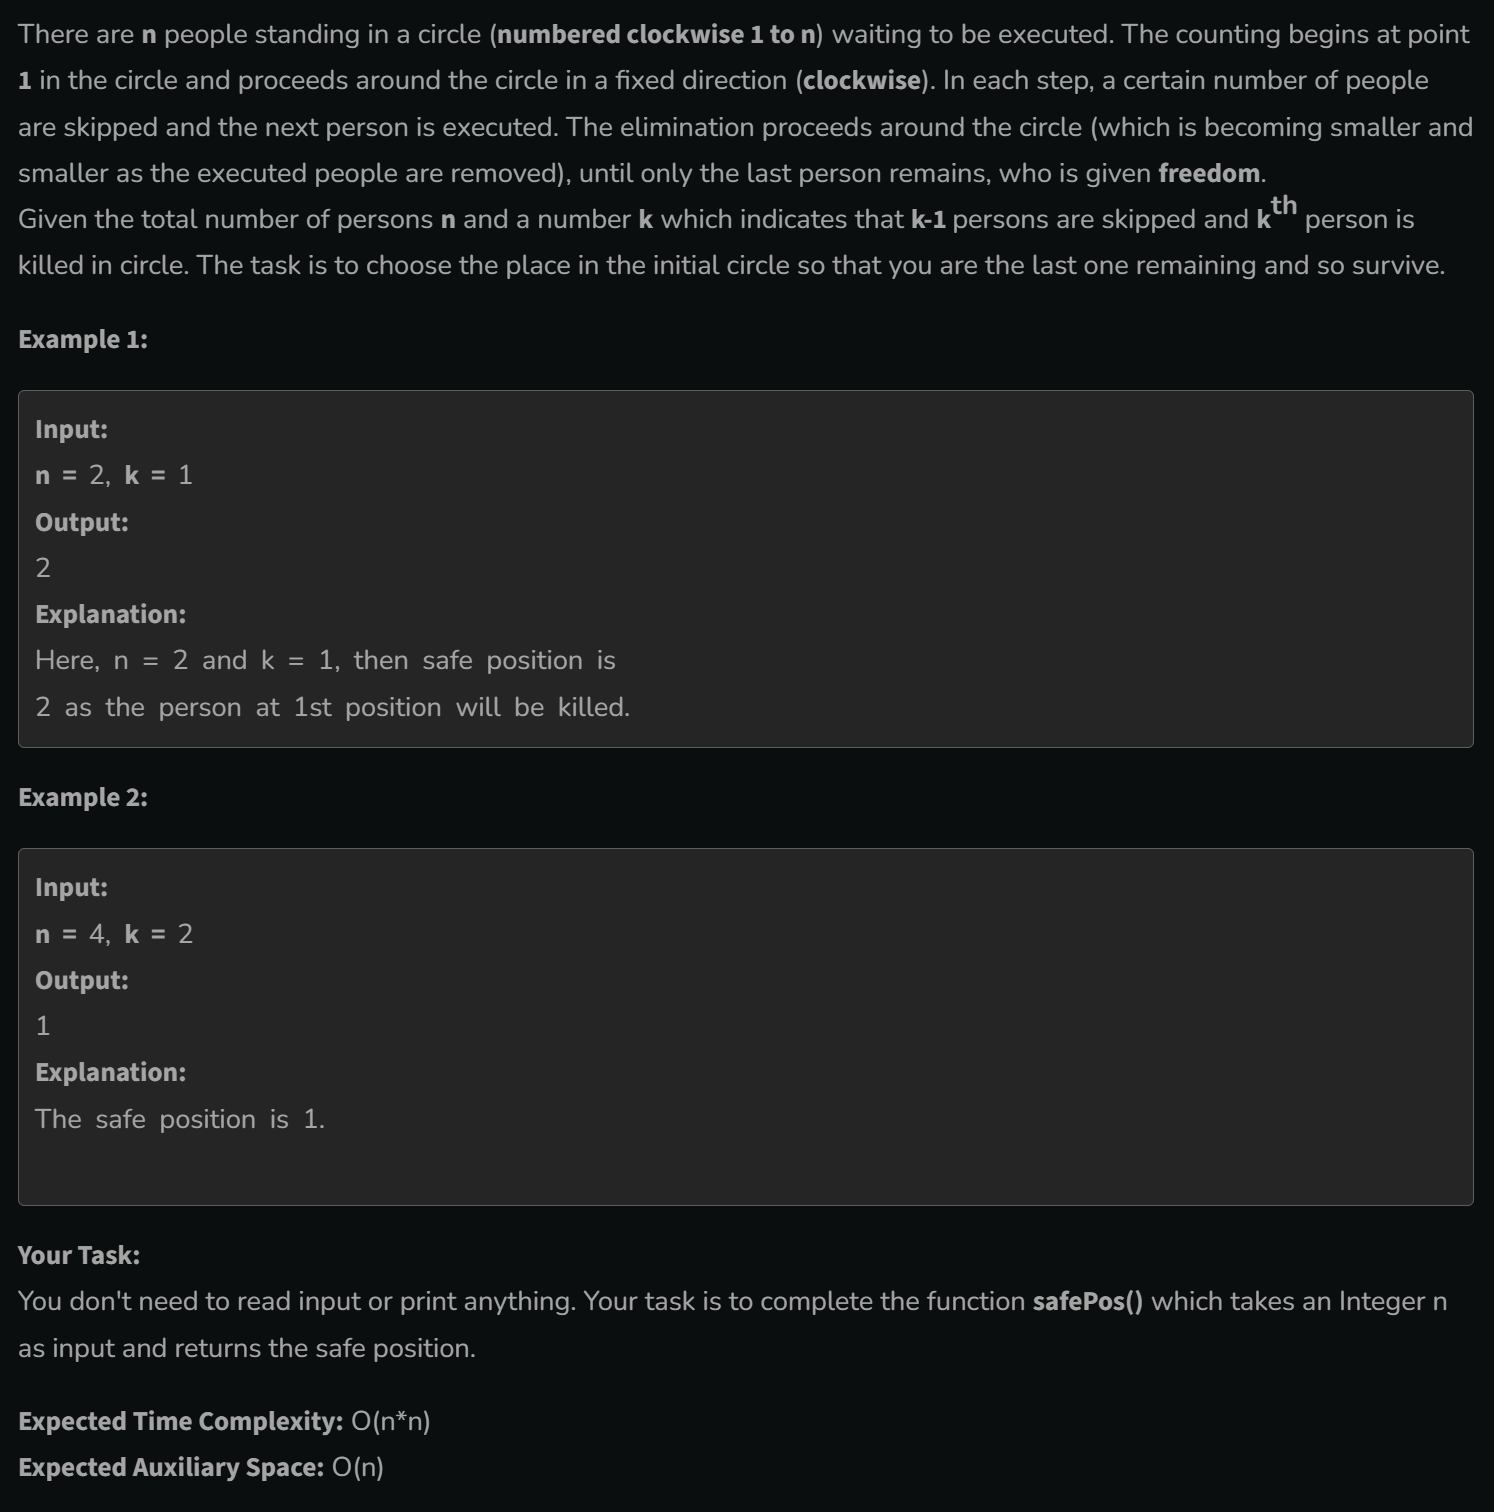 There are n people standing in a circle (numbered clockwise 1 to n) waiting to be executed. The counting begins at point
1 in the circle and proceeds around the circle in a fixed direction (clockwise). In each step, a certain number of people
are skipped and the next person is executed. The elimination proceeds around the circle (which is becoming smaller and
smaller as the executed people are removed), until only the last person remains, who is given freedom.
Given the total number of persons n and a number k which indicates that k-1 persons are skipped and kth person is
killed in circle. The task is to choose the place in the initial circle so that you are the last one remaining and so survive.
Example 1:
Input:
n = 2, k = 1
Output:
2
Explanation:
Here, n = 2 and k = 1, then safe position is
2 as the person at 1st position will be killed.
Example 2:
Input:
n = 4, k = 2
Output:
1
Explanation:
The safe position is 1.
Your Task:
You don't need to read input or print anything. Your task is to complete the function safePos() which takes an Integer n
as input and returns the safe position.
Expected Time Complexity: O(n*n)
Expected Auxiliary Space: O(n)